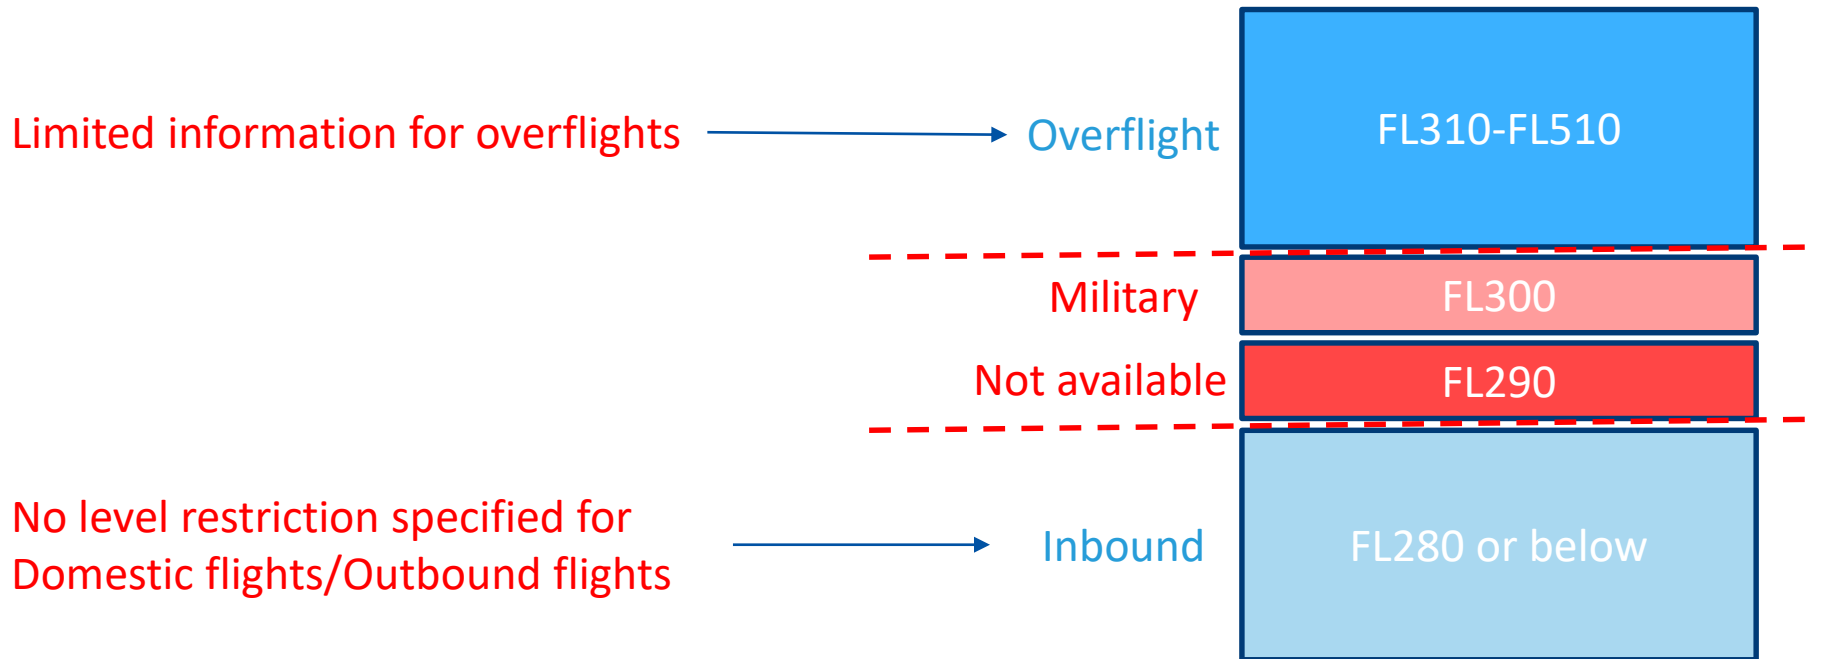 Limited information for overflights
Overflight
FL310-FL510
Military
FL300
Not available
FL290
No level restriction specified for
Domestic flights/Outbound flights
Inbound
FL280 or below